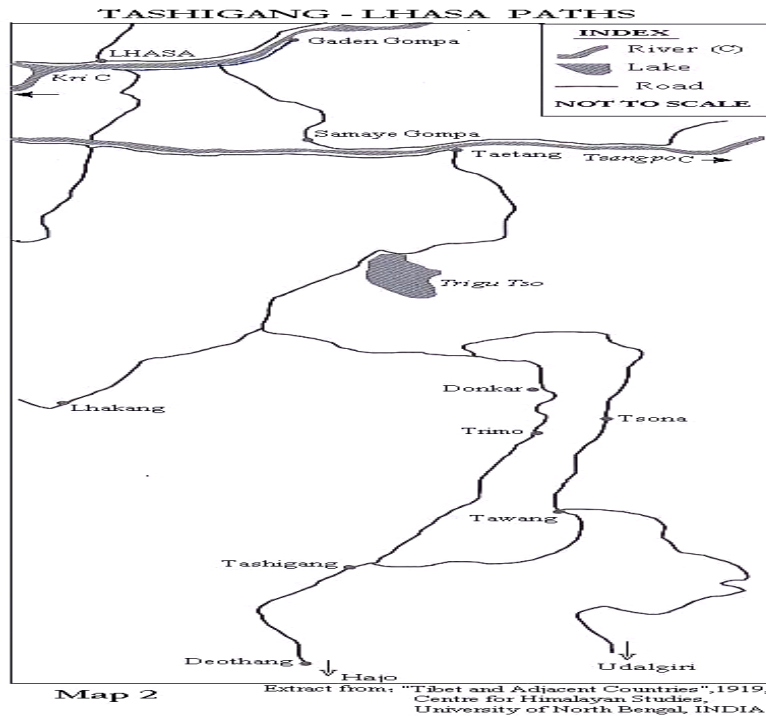 TASHIGANG - LHASA PATHS
INDEX
River (C)
Lake
Road
NOT TO SCALE
Gaden Gompa
LHASA
Kri C
Samaye Gompa
Taetang
Tsangpo C
Trigu Tso
Donkar
Lhakang
Tsona
Trimo
Tawang
Tashigang
Deothang
Hajo
Udalgiri
Map 2
Extract from: "Tibet and Adjacent Countries",1919,
Centre for Himalayan Studies,
University of North Bengal, INDIA